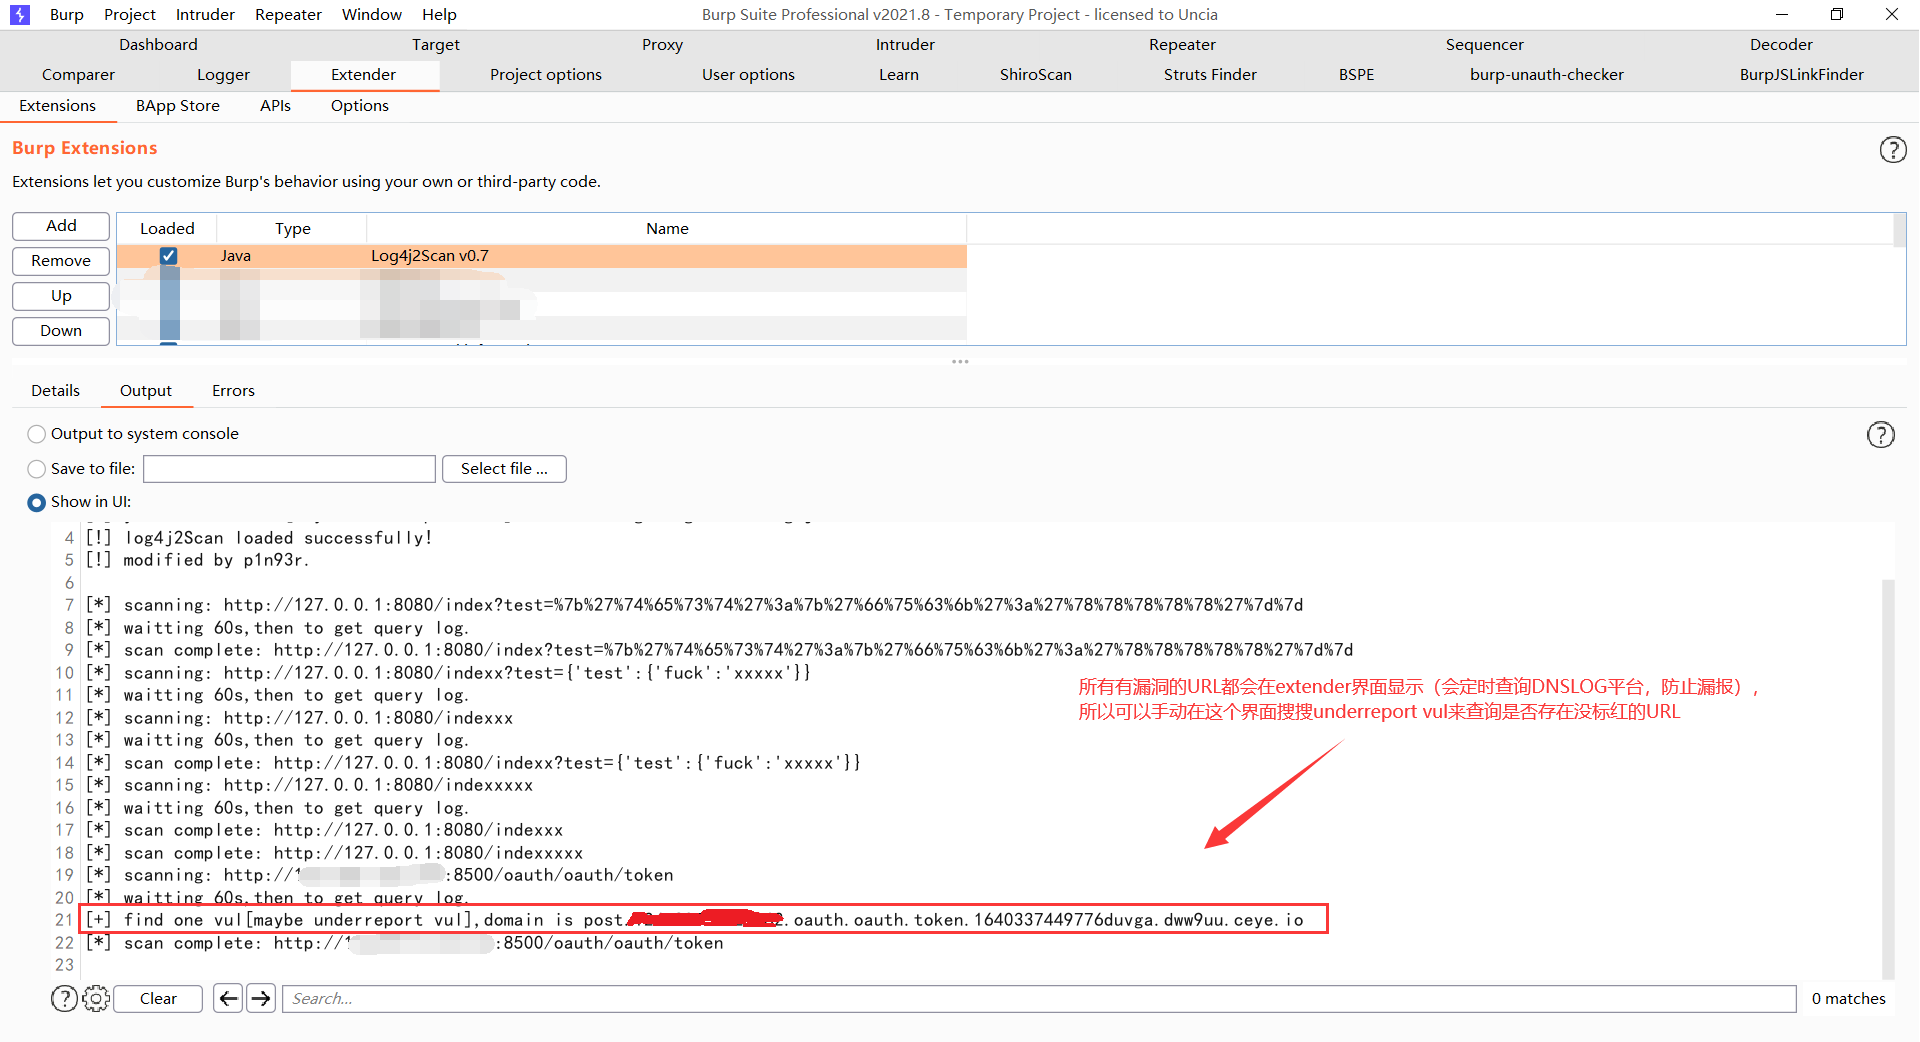 Burp Project Intruder Repeater Window Help
Burp Suite Professional v2021.8 - Temporary Project - licensed to Uncia
Dashboard Target Proxy Intruder Repeater Sequencer Decoder
Comparer Logger Extender Project options User options Learn ShiroScan Struts Finder BSPE burp-unauth-checker BurpJSLinkFinder
Extensions BApp Store APIs Options
Burp Extensions
Extensions let you customize Burp's behavior using your own or third-party code.
Add
Remove
Up
Down
Loaded Type Name
Java Log4j2Scan v0.7
Details Output Errors
Output to system console
Save to file: Select file ...
Show in UI:
4 [!] log4j2Scan loaded successfully!
5 [!] modified by p1n93r.
6
7 [*] scanning: http://127.0.0.1:8080/index?test=%7b%27%74%65%73%74%27%3a%7b%27%66%75%63%6b%27%3a%27%78%78%78%78%78%27%7d%7d
8 [*] waitting 60s,then to get query log.
9 [*] scan complete: http://127.0.0.1:8080/index?test=%7b%27%74%65%73%74%27%3a%7b%27%66%75%63%6b%27%3a%27%78%78%78%78%78%27%7d%7d
10 [*] scanning: http://127.0.0.1:8080/indexx?test={'test':{'fuck':'xxxxx'}}
11 [*] waitting 60s,then to get query log.
12 [*] scanning: http://127.0.0.1:8080/indexxx
13 [*] waitting 60s,then to get query log.
14 [*] scan complete: http://127.0.0.1:8080/indexx?test={'test':{'fuck':'xxxxx'}}
15 [*] scanning: http://127.0.0.1:8080/indexxxxx
16 [*] waitting 60s,then to get query log.
17 [*] scan complete: http://127.0.0.1:8080/indexxx
18 [*] scan complete: http://127.0.0.1:8080/indexxxxx
19 [*] scanning: http://1 :8500/oauth/oauth/token
20 [*] waitting 60s,then to get query log.
21 [+] find one vul[maybe underreport vul],domain is post. .oauth.oauth.token.1640337449776duvga.dww9uu.ceye.io
22 [*] scan complete: http://1 :8500/oauth/oauth/token
23
所有有漏洞的URL都会在extender界面显示（会定时查询DNSLOG平台，防止漏报），
所以可以手动在这个界面搜搜underreport vul来查询是否存在没标红的URL
Clear Search... 0 matches